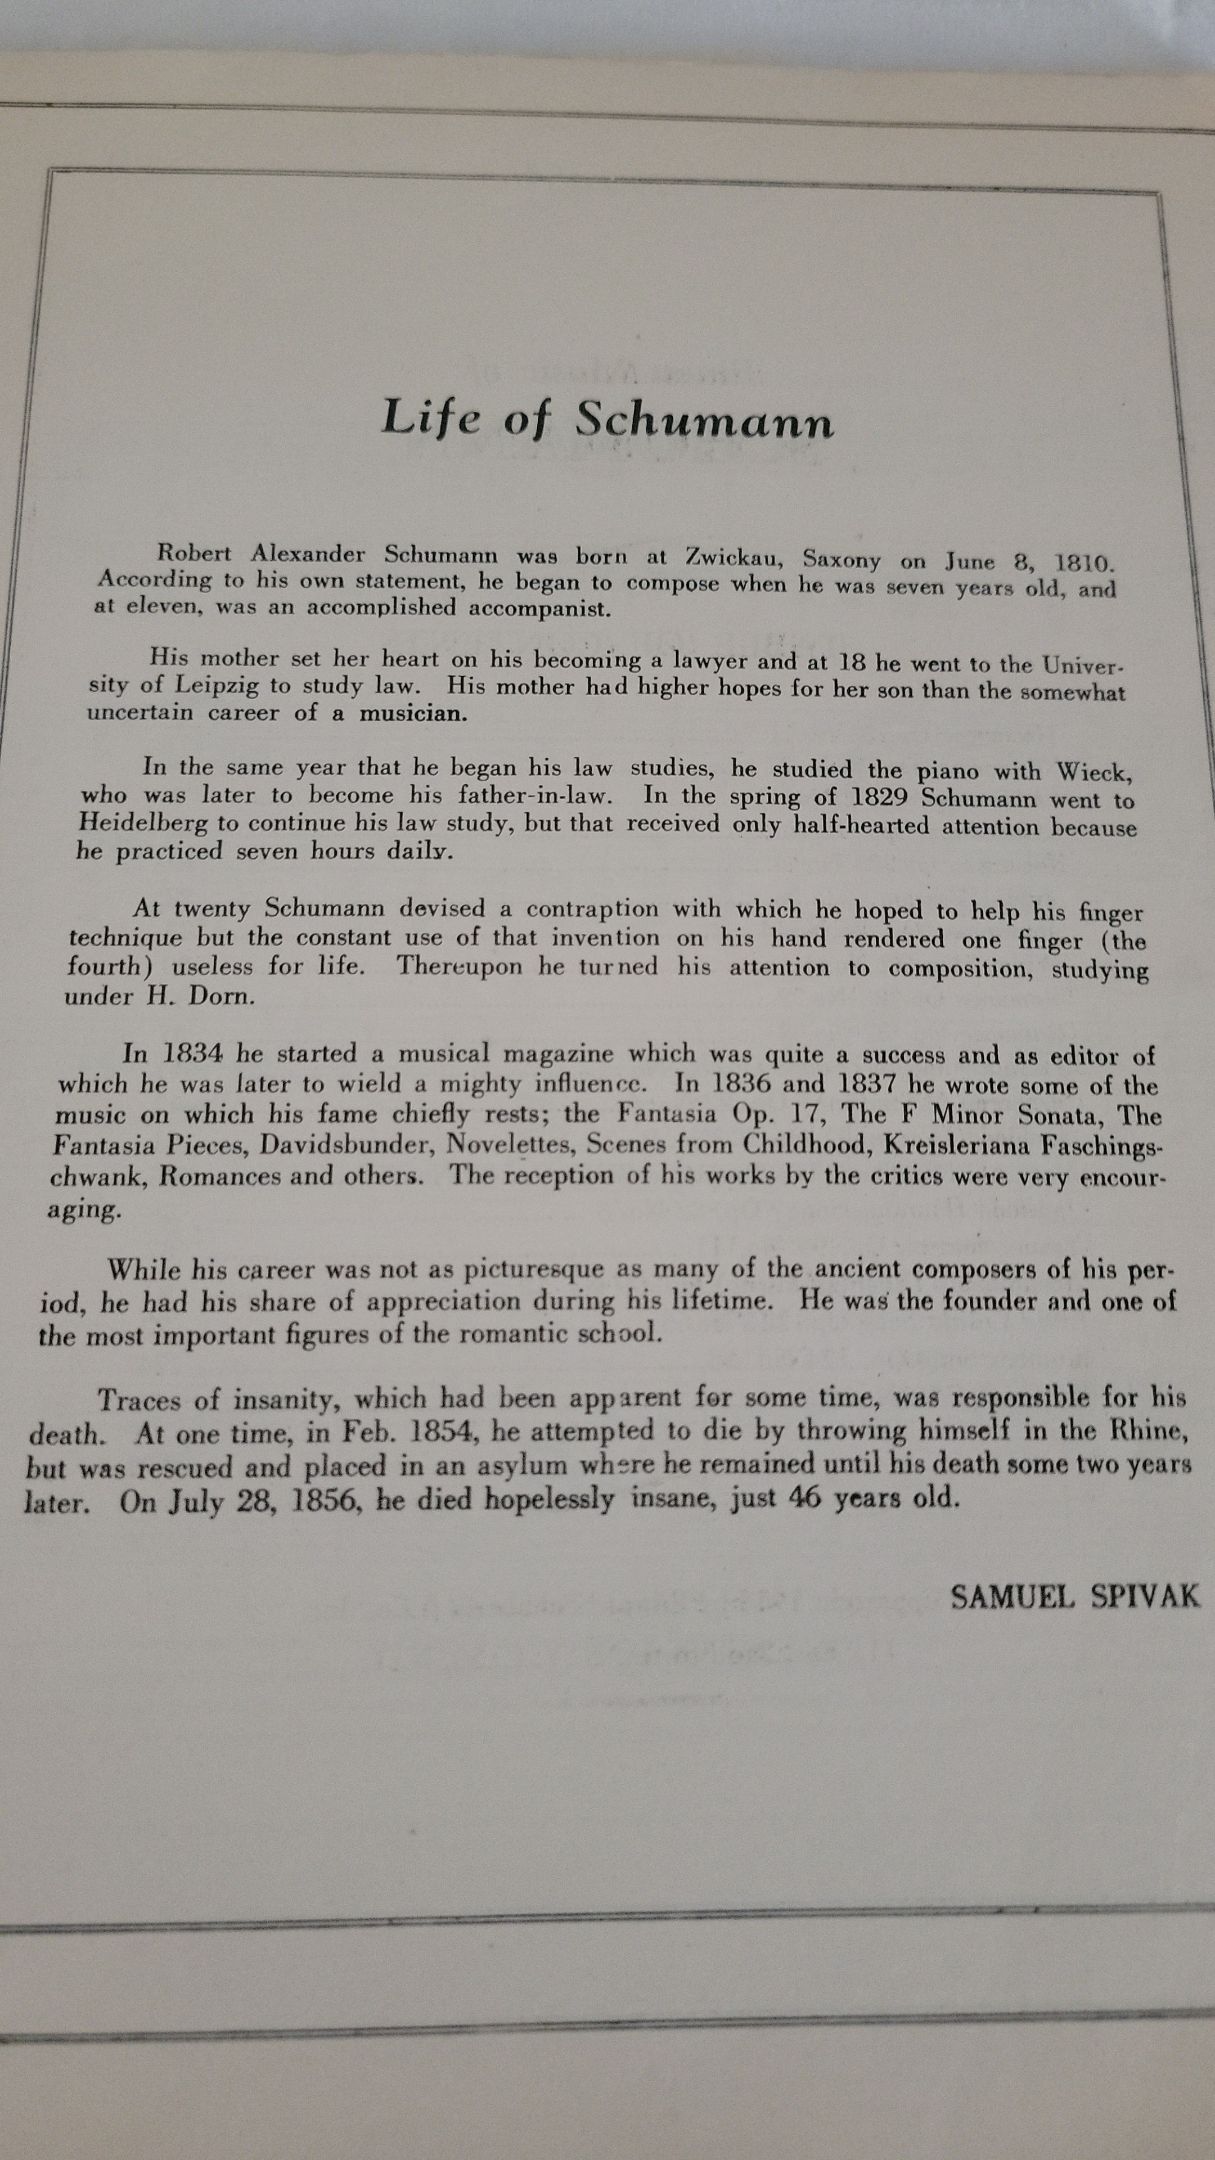 Life of Schumann
Robert Alexander Schumann was born at Zwickau, Saxony on June 8, 1810.
According to his own statement, he began to compose when he was seven years old, and
at eleven, was an accomplished accompanist.
His mother set her heart on his becoming a lawyer and at 18 he went to the Univer-
sity of Leipzig to study law. His mother had higher hopes for her son than the somewhat
uncertain career of a musician.
In the same year that he began his law studies, he studied the piano with Wieck,
who was later to become his father-in-law. In the spring of 1829 Schumann went to
Heidelberg to continue his law study, but that received only half-hearted attention because
he practiced seven hours daily.
At twenty Schumann devised a contraption with which he hoped to help his finger
technique but the constant use of that invention on his hand rendered one finger (the
fourth) useless for life. Thereupon he turned his attention to composition, studying
under H. Dorn.
In 1834 he started a musical magazine which was quite a success and as editor of
which he was later to wield a mighty influence. In 1836 and 1837 he wrote some of the
music on which his fame chiefly rests; the Fantasia Op. 17, The F Minor Sonata, The
Fantasia Pieces, Davidsbunder, Novelettes, Scenes from Childhood, Kreisleriana Faschings-
chwank, Romances and others. The reception of his works by the critics were very encour-
aging.
While his career was not as picturesque as many of the ancient composers of his per-
iod, he had his share of appreciation during his lifetime. He was the founder and one of
the most important figures of the romantic school.
Traces of insanity, which had been apparent for some time, was responsible for his
death. At one time, in Feb. 1854, he attempted to die by throwing himself in the Rhine,
but was rescued and placed in an asylum where he remained until his death some two years
later. On July 28, 1856, he died hopelessly insane, just 46 years old.
SAMUEL SPIVAK